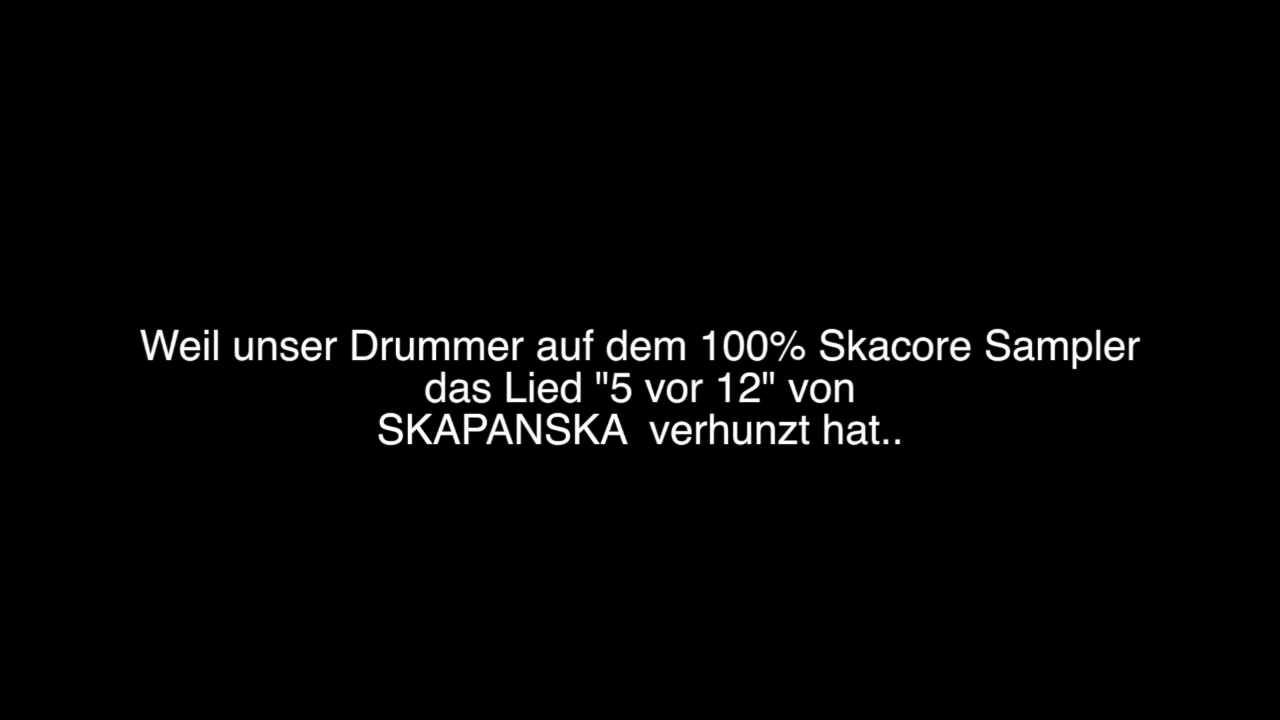 Weil unser Drummer auf dem 100% Skacore Sampler
das Lied "5 vor 12" von
SKAPANSKA  verhunzt hat..